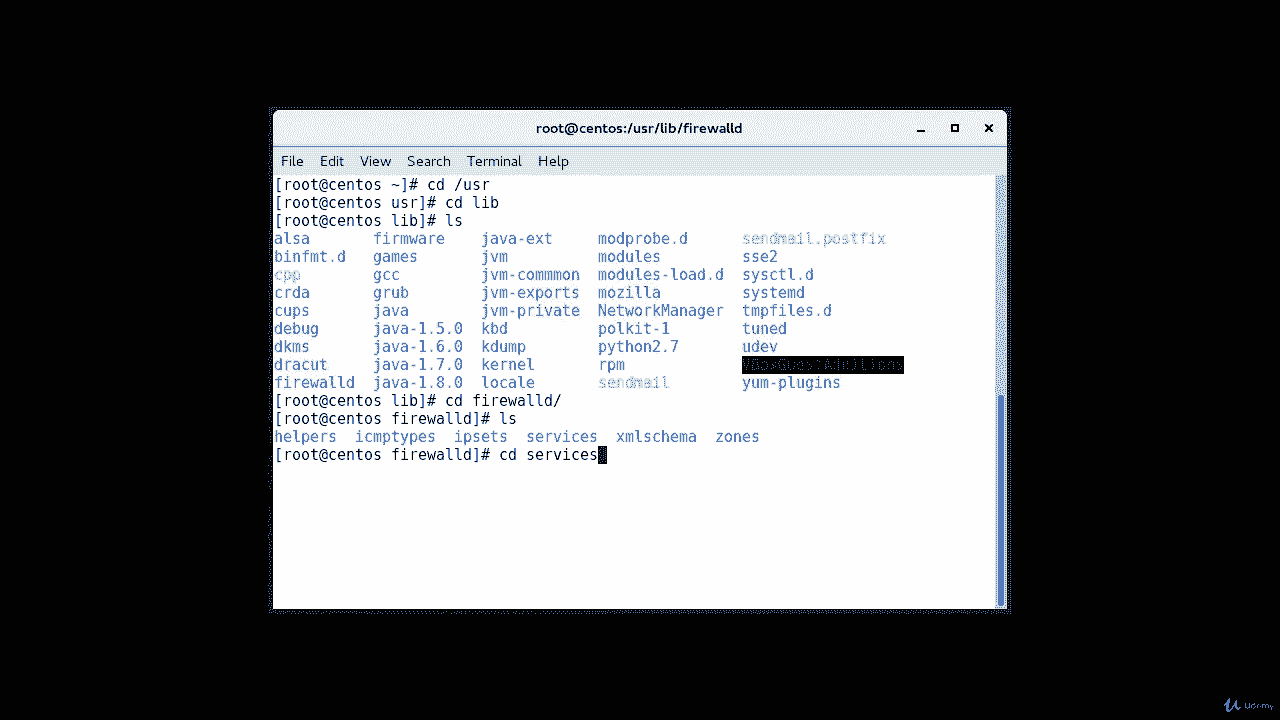 root@centos:/usr/lib/firewalld
File Edit View Search Terminal Help
[root@centos ~]# cd /usr
[root@centos usr]# cd lib
[root@centos lib]# ls
alsa firmware java-ext modprobe.d sendmail.postfix
binfmt.d games jvm modules sse2
cpp gcc jvm-commmon modules-load.d sysctl.d
crda grub jvm-exports mozilla systemd
cups java jvm-private NetworkManager tmpfiles.d
debug java-1.5.0 kbd polkit-1 tuned
dkms java-1.6.0 kdump python2.7 udev
dracut java-1.7.0 kernel rpm VBoxGuestAdditions
firewalld java-1.8.0 locale sendmail yum-plugins
[root@centos lib]# cd firewalld/
[root@centos firewalld]# ls
helpers icmptypes ipsets services xmlschema zones
[root@centos firewalld]# cd services
Udemy